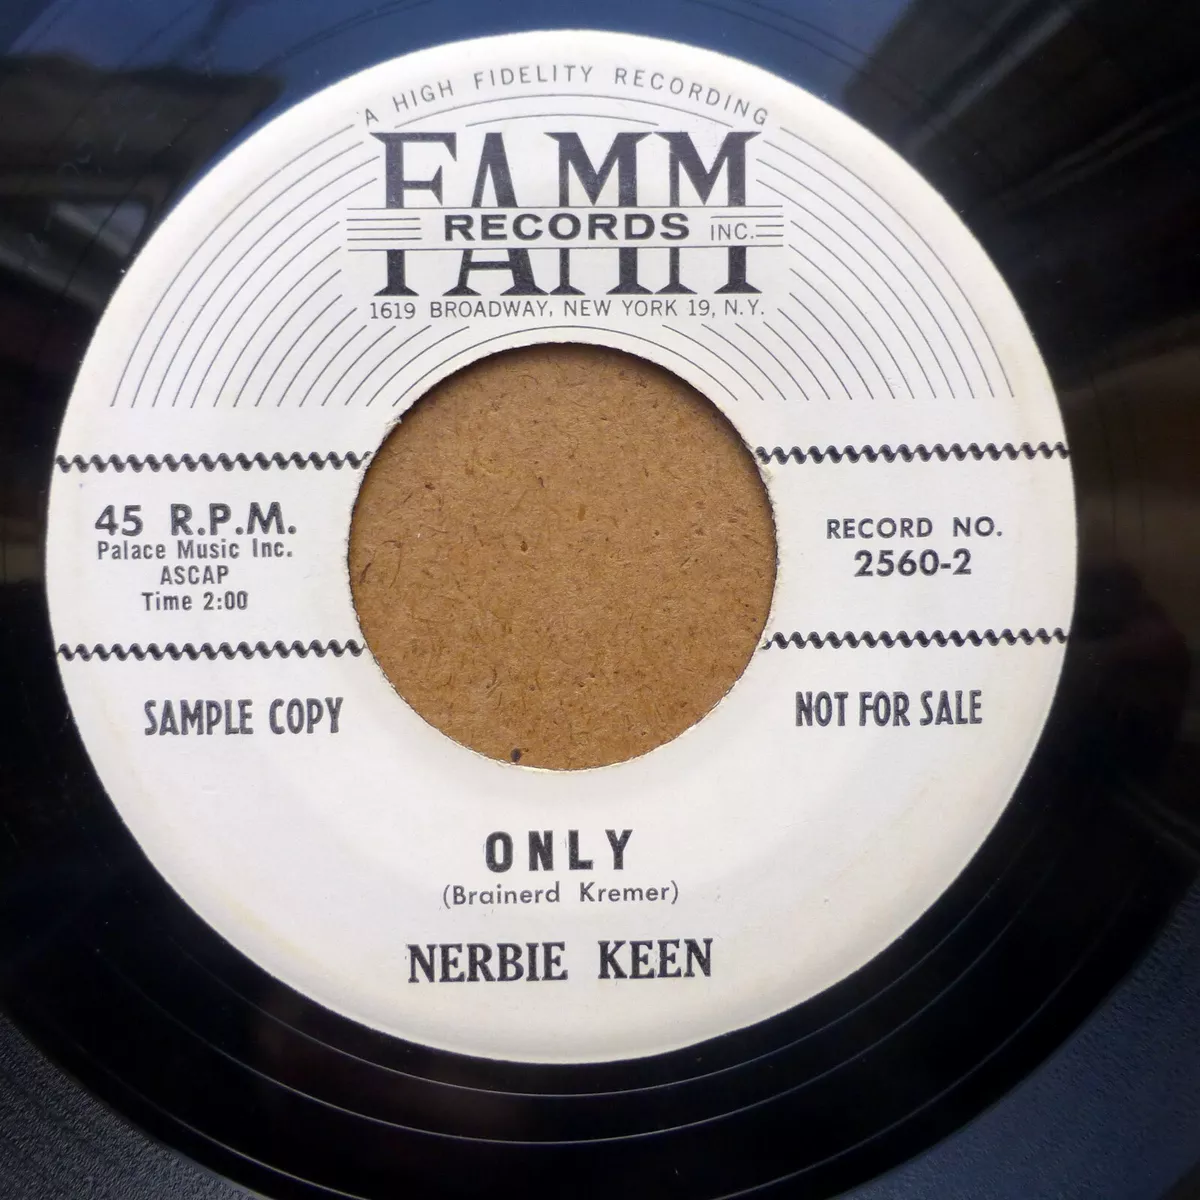 A HIGH FIDELITY RECORDING
FAMM
RECORDS INC.
1619 BROADWAY, NEW YORK 19, N.Y.
45 R.P.M.
Palace Music Inc.
ASCAP
Time 2:00
RECORD NO.
2560-2
SAMPLE COPY
NOT FOR SALE
ONLY
(Brainerd Kremer)
NERBIE KEEN